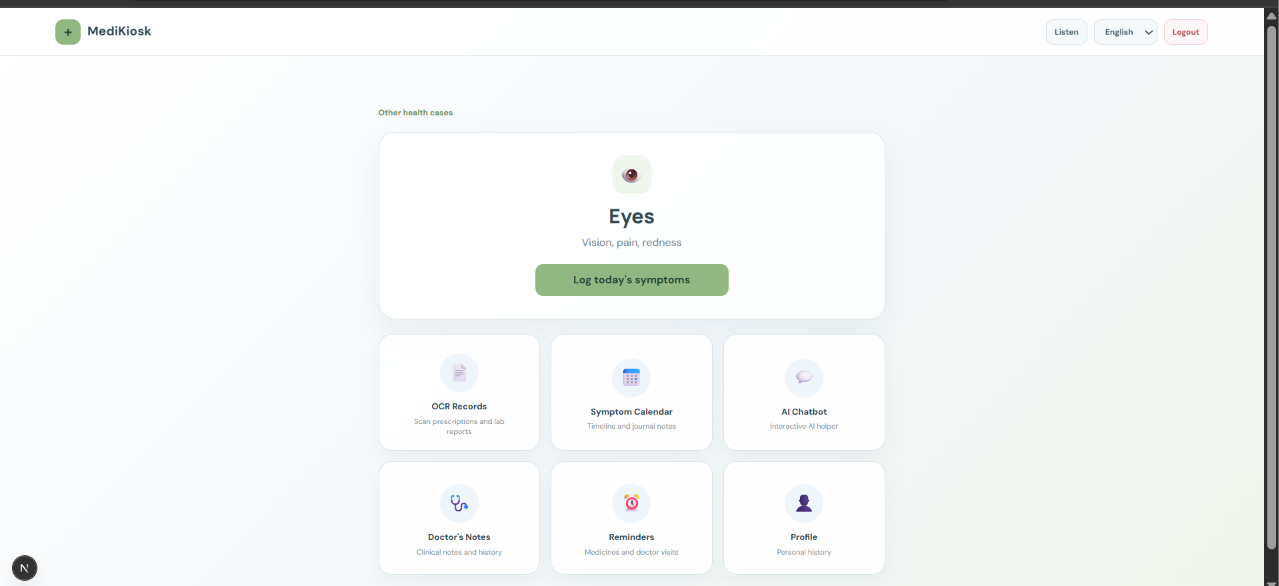 + MediKiosk
Listen
English
Logout
Other health cases
Eyes
Vision, pain, redness
Log today's symptoms
OCR Records
Scan prescriptions and lab
reports
Symptom Calendar
Timeline and journal notes
AI Chatbot
Interactive AI helper
Doctor's Notes
Clinical notes and history
Reminders
Medicines and doctor visits
Profile
Personal history
N